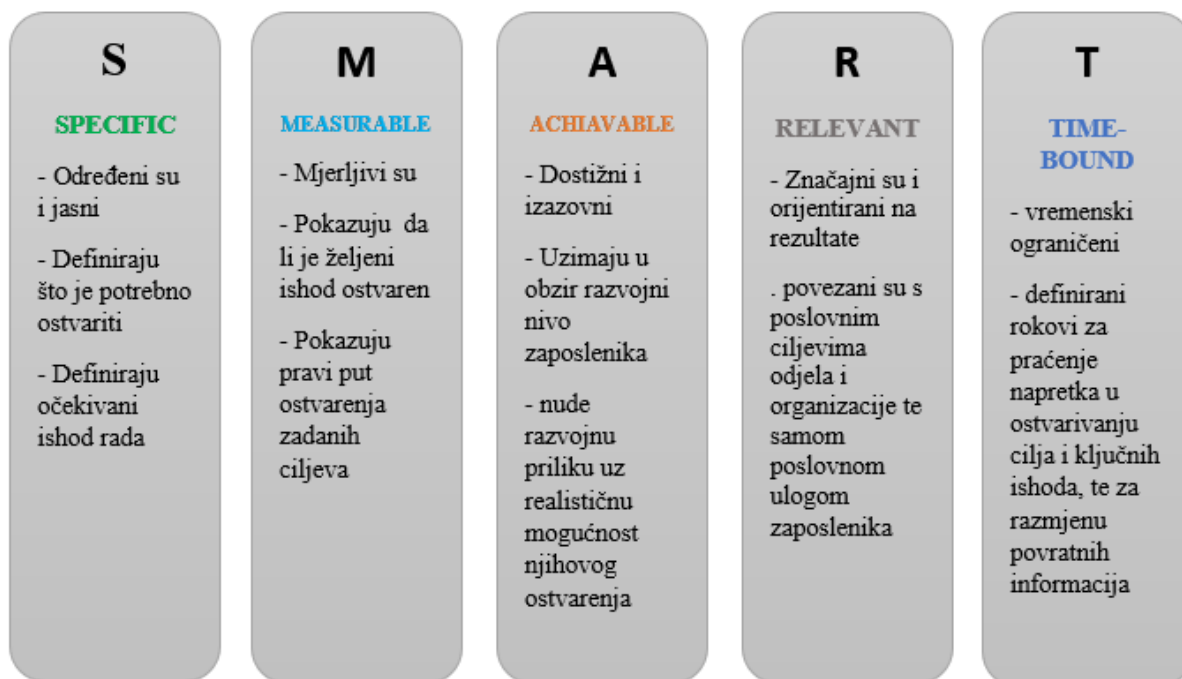 S
SPECIFIC
- Određeni su
i jasni
- Definiraju
što je potrebno
ostvariti
- Definiraju
očekivani
ishod rada
M
MEASURABLE
- Mjerljivi su
- Pokazuju da
li je željeni
ishod ostvaren
- Pokazuju
pravi put
ostvarenja
zadanih
ciljeva
A
ACHIAVABLE
- Dostižni i
izazovni
- Uzimaju u
obzir razvojni
nivo
zaposlenika
- nude
razvojnu
priliku uz
realističnu
mogućnost
njihovog
ostvarenja
R
RELEVANT
- Značajni su i
orijentirani na
rezultate
. povezani su s
poslovnim
ciljevima
odjela i
organizacije te
samom
poslovnom
ulogom
zaposlenika
T
TIME-
BOUND
- vremenski
ograničeni
- definirani
rokovi za
praćenje
napretka u
ostvarivanju
cilja i ključnih
ishoda, te za
razmjenu
povratnih
informacija